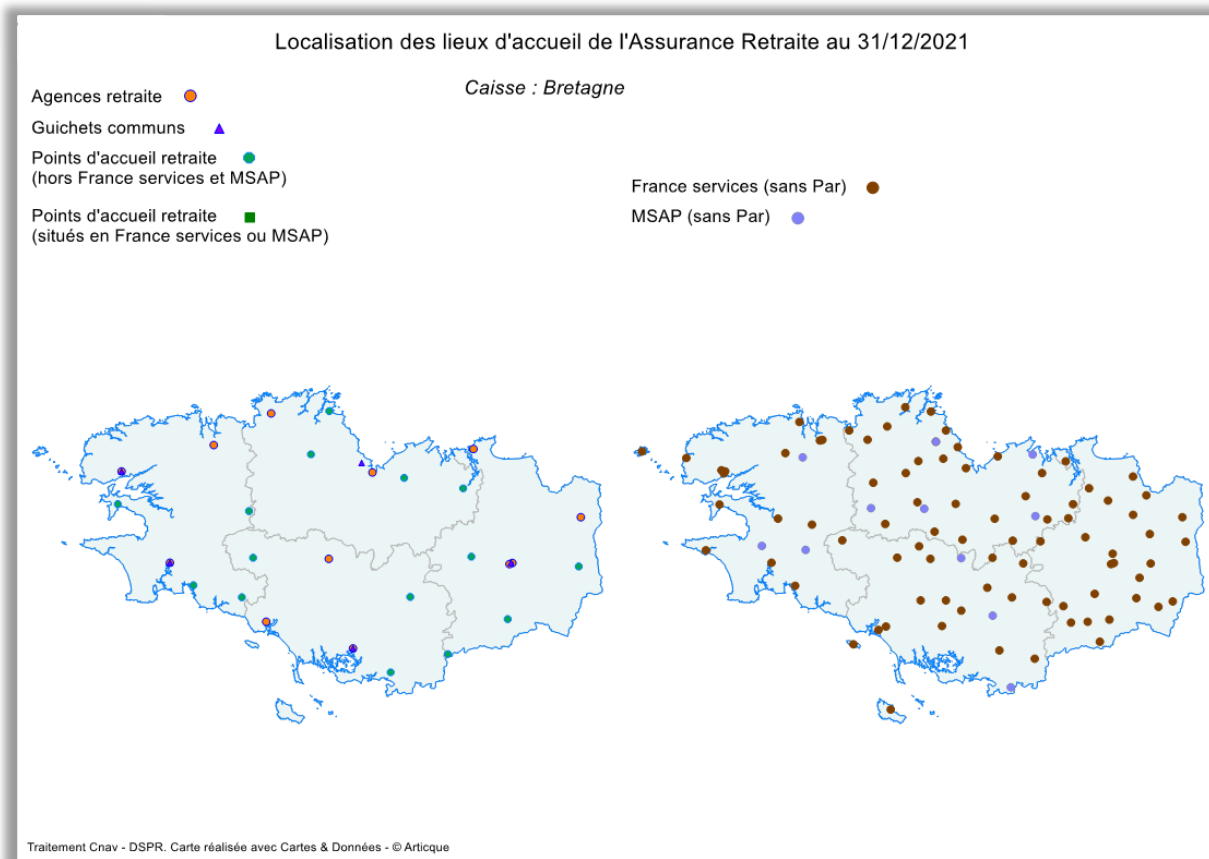 Localisation des lieux d'accueil de l'Assurance Retraite au 31/12/2021
Caisse : Bretagne
Agences retraite
Guichets communs
Points d'accueil retraite
(hors France services et MSAP)
Points d'accueil retraite
(situés en France services ou MSAP)
France services (sans Par)
MSAP (sans Par)
Traitement Cnav - DSPR. Carte réalisée avec Cartes & Données - © Articque